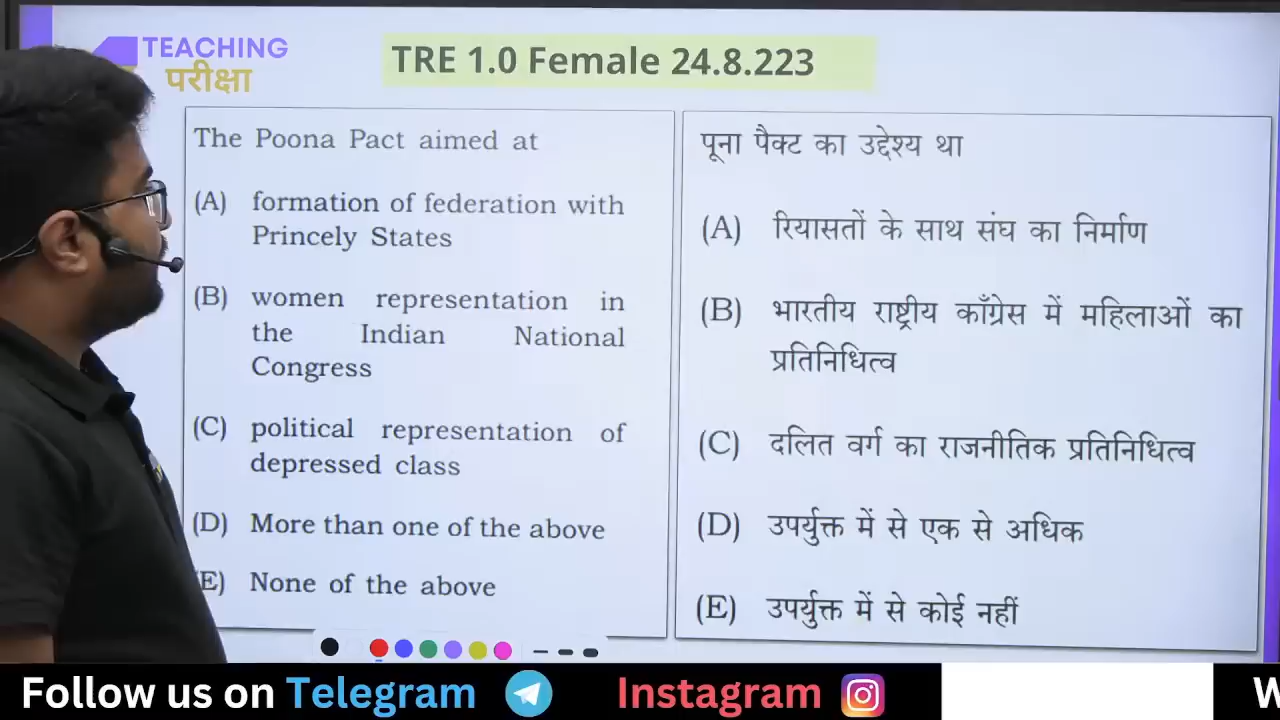 TEACHING
परीक्षा
TRE 1.0 Female 24.8.223
The Poona Pact aimed at
(A) formation of federation with
Princely States
(B) women representation in
the Indian National
Congress
(C) political representation of
depressed class
(D) More than one of the above
E) None of the above
पूना पैक्ट का उद्देश्य था
(A) रियासतों के साथ संघ का निर्माण
(B) भारतीय राष्ट्रीय काँग्रेस में महिलाओं का
प्रतिनिधित्व
(C) दलित वर्ग का राजनीतिक प्रतिनिधित्व
(D) उपर्युक्त में से एक से अधिक
(E) उपर्युक्त में से कोई नहीं
Follow us on Telegram Instagram W